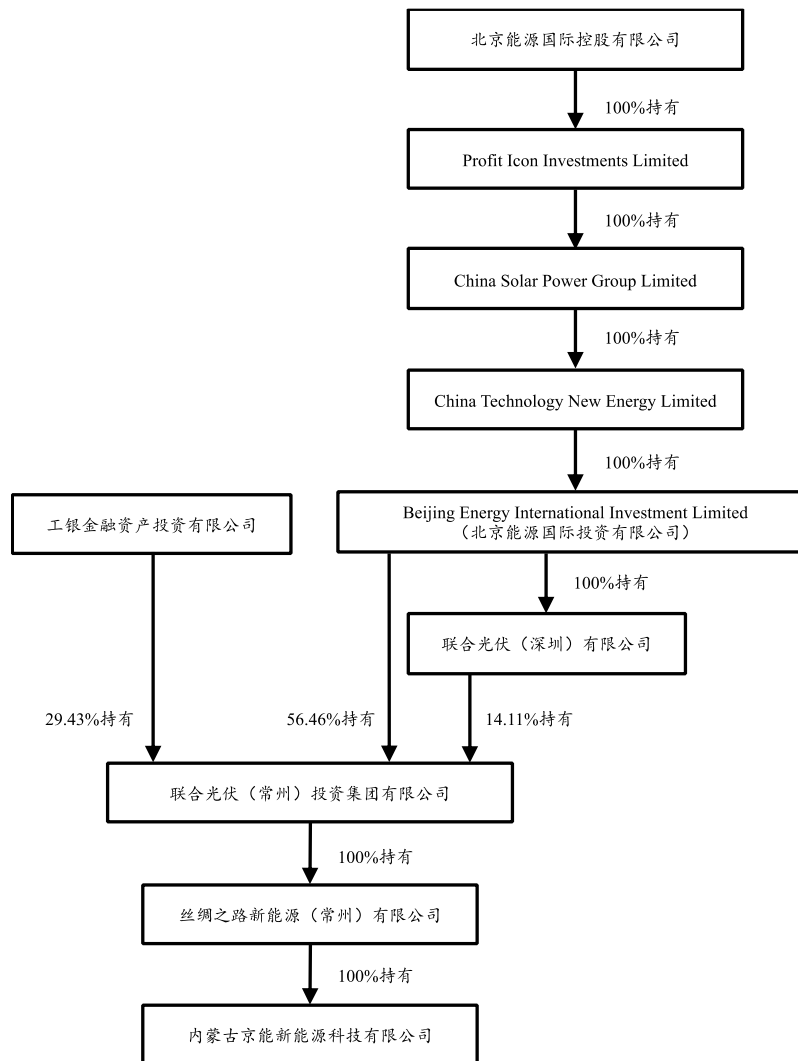 北京能源国际控股有限公司
100%持有
Profit Icon Investments Limited
100%持有
China Solar Power Group Limited
100%持有
China Technology New Energy Limited
100%持有
工银金融资产投资有限公司
Beijing Energy International Investment Limited
（北京能源国际投资有限公司）
100%持有
联合光伏（深圳）有限公司
29.43%持有
56.46%持有
14.11%持有
联合光伏（常州）投资集团有限公司
100%持有
丝绸之路新能源（常州）有限公司
100%持有
内蒙古京能新能源科技有限公司